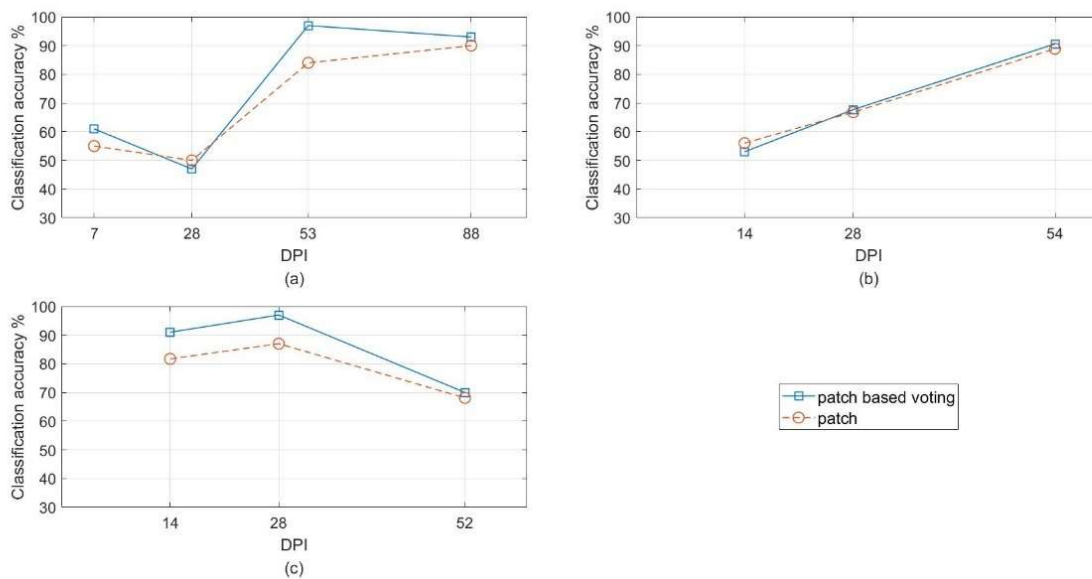 Classification accuracy %
100
90
80
70
60
50
40
30
7 28 53 88
DPI
(a)
Classification accuracy %
100
90
80
70
60
50
40
30
14 28 54
DPI
(b)
Classification accuracy %
100
90
80
70
60
50
40
30
14 28 52
DPI
(c)
patch based voting
patch